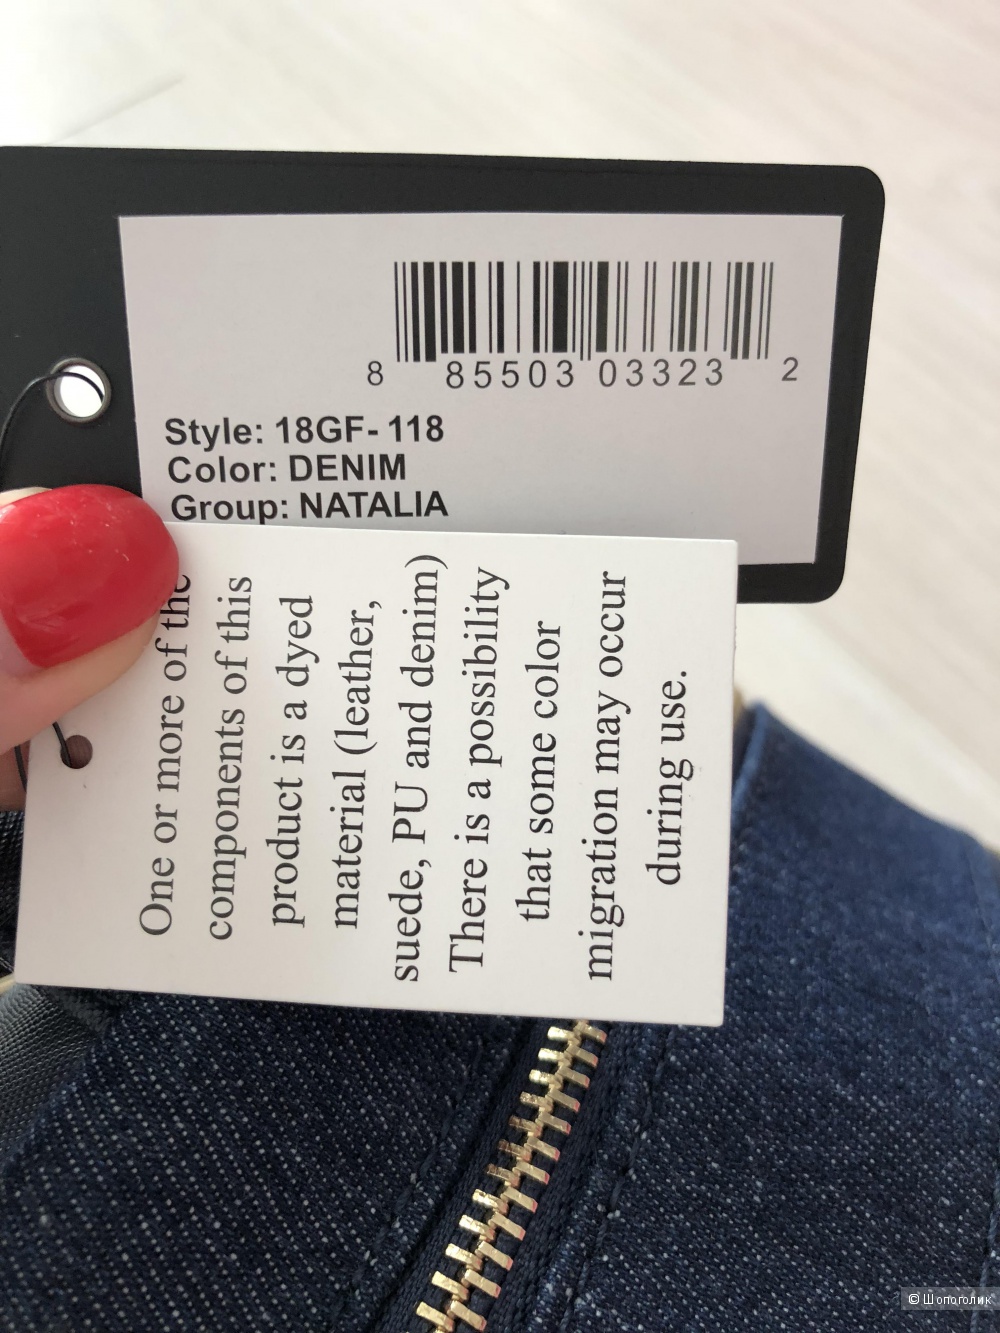 8 85503 03323 2
Style: 18GF- 118
Color: DENIM
Group: NATALIA
One or more of the
components of this
product is a dyed
material (leather,
suede, PU and denim)
There is a possibility
that some color
migration may occur
during use.
© Шопоголик